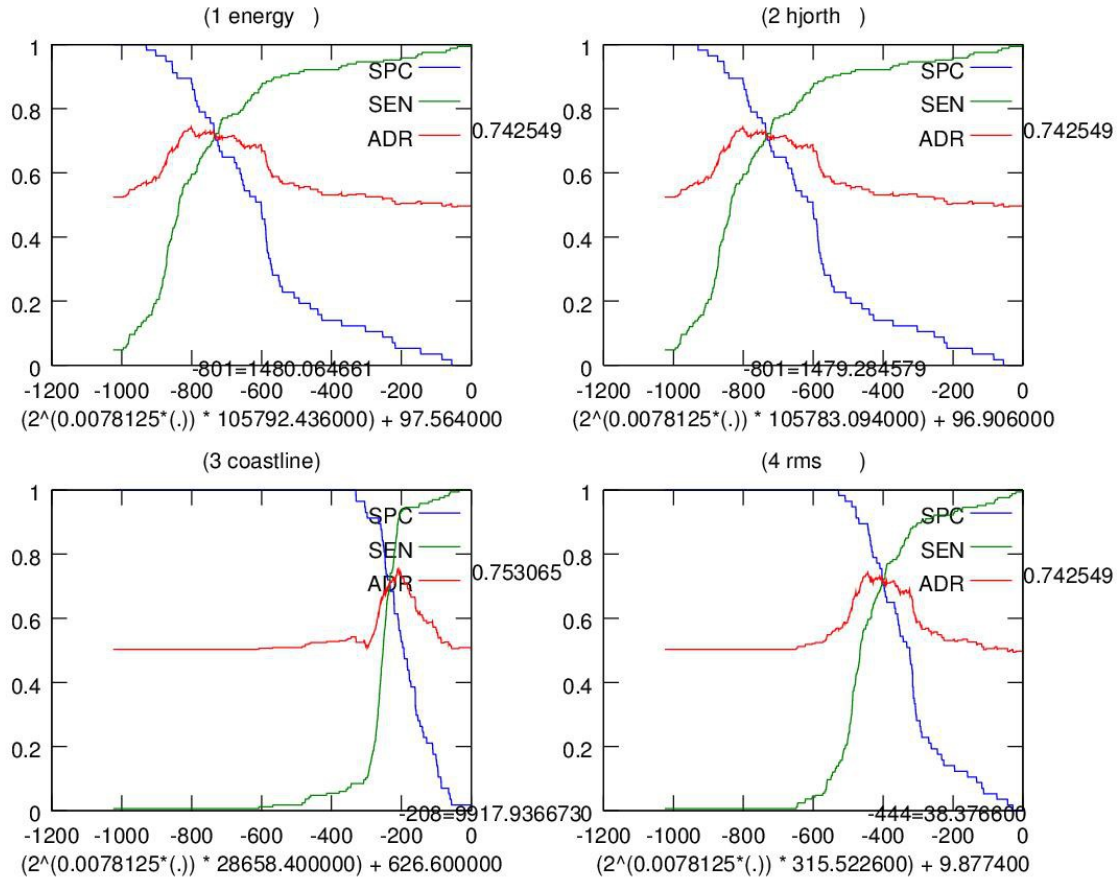 (1 energy )
1
0.8
0.6
0.4
0.2
0
SPC
SEN
ADR
0.742549
-801=1480.064661
-1200 -1000 -800 -600 -400 -200 0
(2^(0.0078125*(.)) * 105792.436000) + 97.564000
(2 hjorth )
1
0.8
0.6
0.4
0.2
0
SPC
SEN
ADR
0.742549
-801=1479.284579
-1200 -1000 -800 -600 -400 -200 0
(2^(0.0078125*(.)) * 105783.094000) + 96.906000
(3 coastline)
1
0.8
0.6
0.4
0.2
0
SPC
SEN
ADR
0.753065
-208=9917.936673
-1200 -1000 -800 -600 -400 -200 0
(2^(0.0078125*(.)) * 28658.400000) + 626.600000
(4 rms )
1
0.8
0.6
0.4
0.2
0
SPC
SEN
ADR
0.742549
-444=38.376600
-1200 -1000 -800 -600 -400 -200 0
(2^(0.0078125*(.)) * 315.522600) + 9.877400